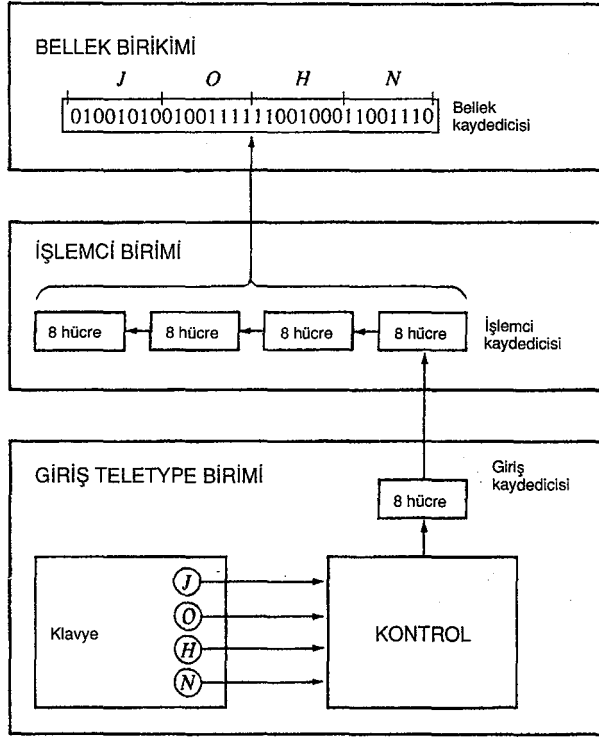 BELLEK BİRİKİMİ
J O H N
01001010010011111100100011001110
Bellek
kaydedicisi
İŞLEMCİ BİRİMİ
8 hücre 8 hücre 8 hücre 8 hücre
İşlemci
kaydedicisi
GİRİŞ TELETYPE BİRİMİ
Giriş
kaydedicisi
8 hücre
Klavye
J
O
H
N
KONTROL